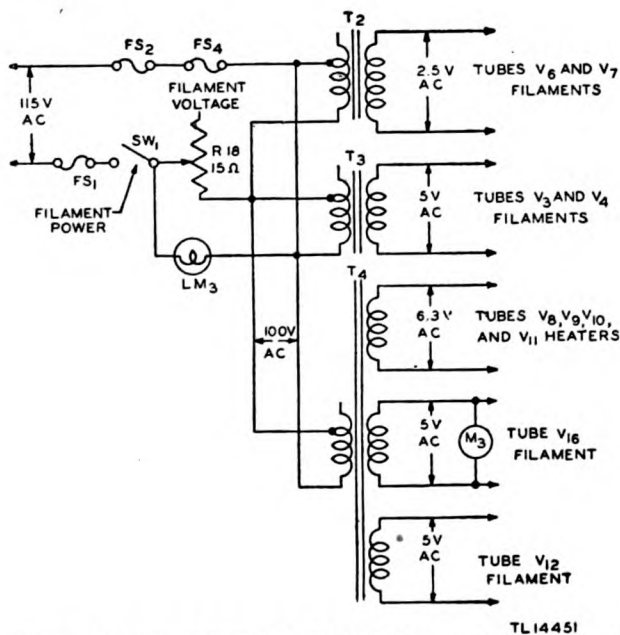 T2
FS2
FS4
FILAMENT
VOLTAGE
2.5 V
AC
TUBES V6 AND V7
FILAMENTS
115 V
AC
SW1
R 18
15 Ω
FS1
FILAMENT
POWER
LM3
T3
5 V
AC
TUBES V3 AND V4
FILAMENTS
T4
100V
AC
6.3 V
AC
TUBES V8, V9, V10,
AND V11 HEATERS
5 V
AC
M3
TUBE V16
FILAMENT
5 V
AC
TUBE V12
FILAMENT
TL14451